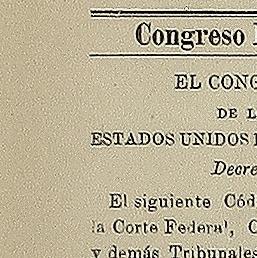 Congreso
EL CONG
DE L
ESTADOS UNIDOS
Decre
El siguiente Cód
la Corte Federal, C
y demás Tribunales